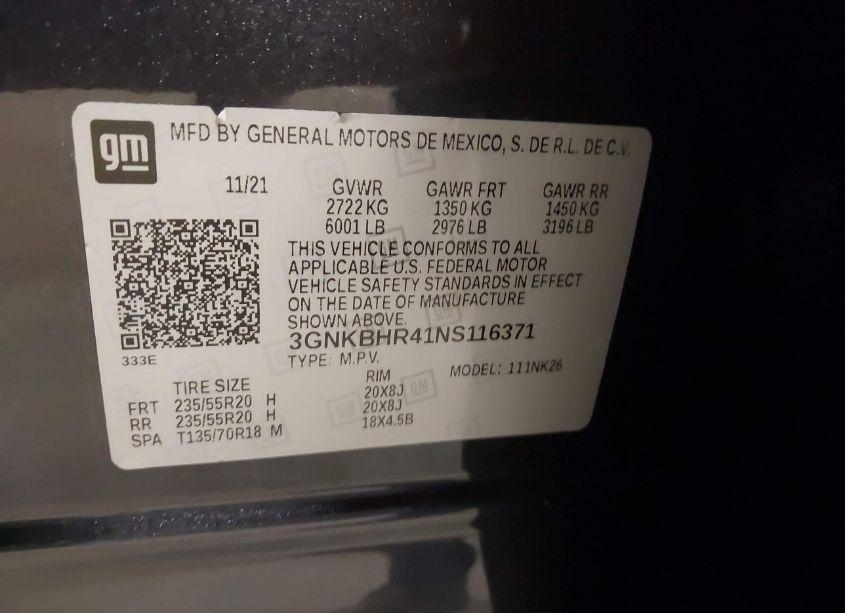 gm
MFD BY GENERAL MOTORS DE MEXICO, S. DE R.L. DE C.V.
11/21 GVWR GAWR FRT GAWR RR
2722 KG 1350 KG 1450 KG
6001 LB 2976 LB 3196 LB
THIS VEHICLE CONFORMS TO ALL
APPLICABLE U.S. FEDERAL MOTOR
VEHICLE SAFETY STANDARDS IN EFFECT
ON THE DATE OF MANUFACTURE
SHOWN ABOVE.
3GNKBHR41NS116371
333E
TYPE: M.P.V. MODEL: 111NK26
TIRE SIZE RIM
FRT 235/55R20 H 20X8J
RR 235/55R20 H 20X8J
SPA T135/70R18 M 18X4.5B